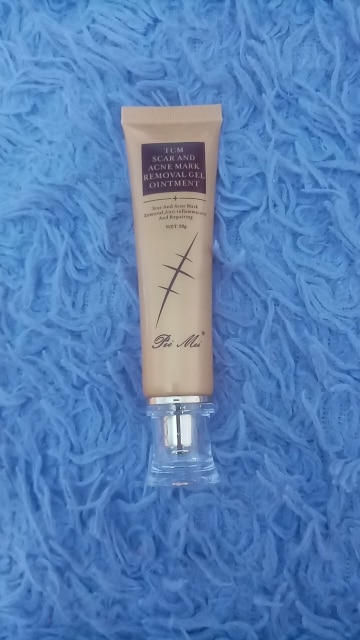 TCM
SCAR AND
ACNE MARK
REMOVAL GEL
OINTMENT
Scar And Acne Mark
Removal,Anti-inflammatory
And Repairing
NET 30g
Pei Mei®